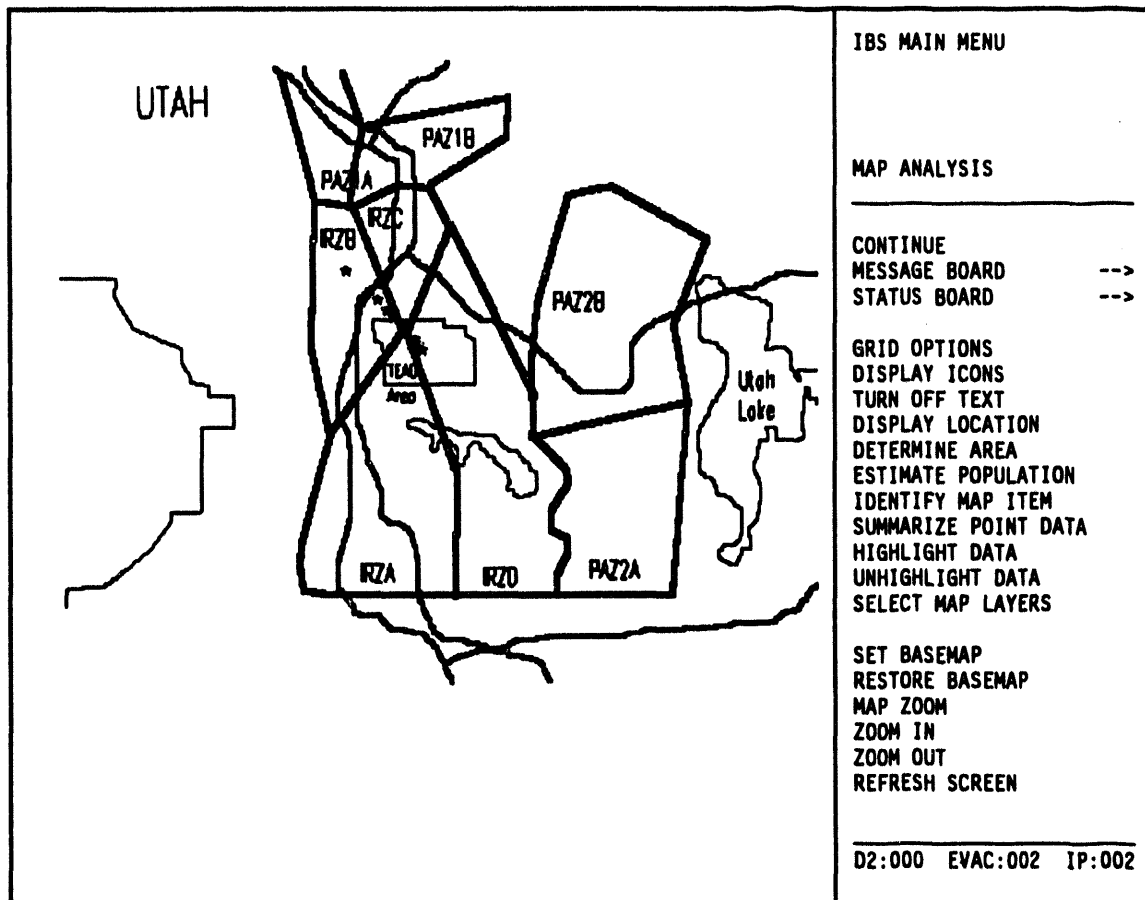 UTAH
PAZ1B
PAZ1A
IRZC
IRZB
PAZ2B
TEAD
Area
Utah
Lake
IRZA
IRZD
PAZ2A
IBS MAIN MENU
MAP ANALYSIS
CONTINUE
MESSAGE BOARD -->
STATUS BOARD -->
GRID OPTIONS
DISPLAY ICONS
TURN OFF TEXT
DISPLAY LOCATION
DETERMINE AREA
ESTIMATE POPULATION
IDENTIFY MAP ITEM
SUMMARIZE POINT DATA
HIGHLIGHT DATA
UNHIGHLIGHT DATA
SELECT MAP LAYERS
SET BASEMAP
RESTORE BASEMAP
MAP ZOOM
ZOOM IN
ZOOM OUT
REFRESH SCREEN
D2:000 EVAC:002 IP:002